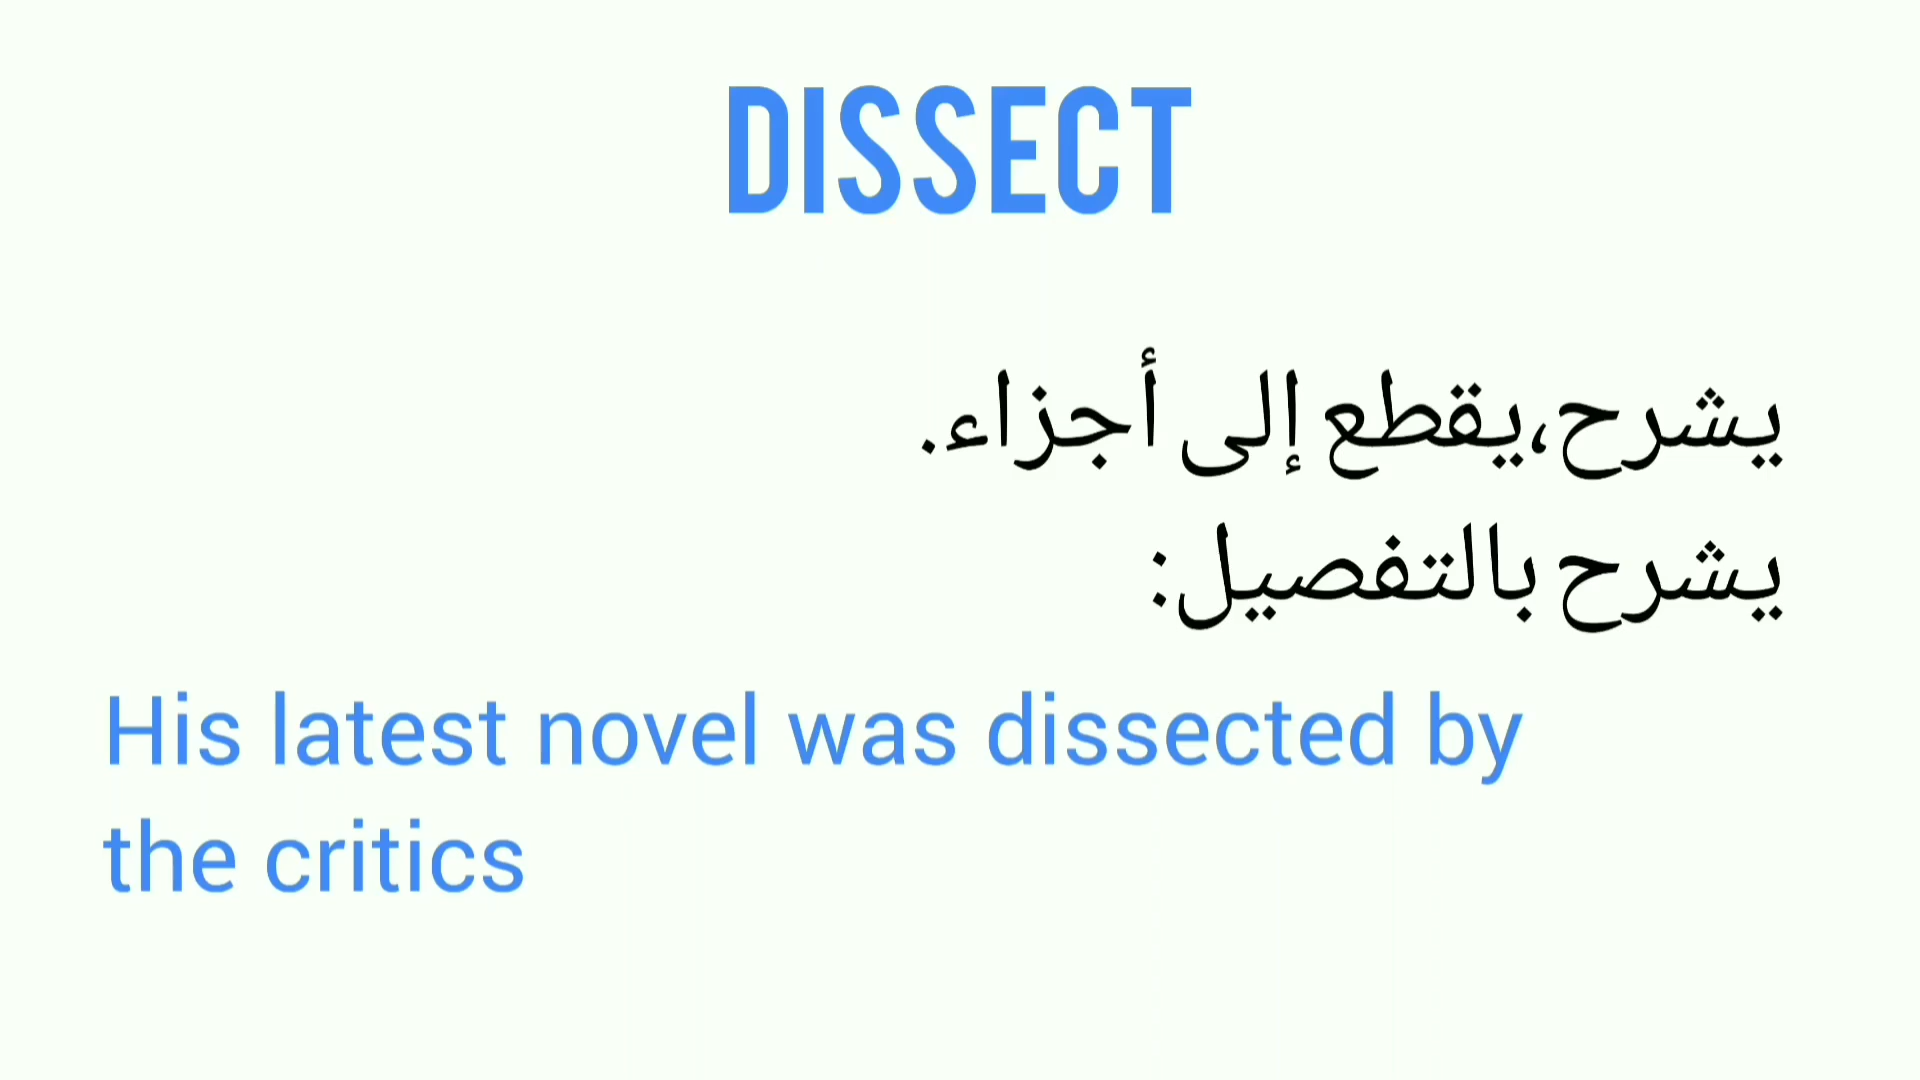 DISSECT
يشرح،يقطع إلى أجزاء.
يشرح بالتفصيل:
His latest novel was dissected by
the critics